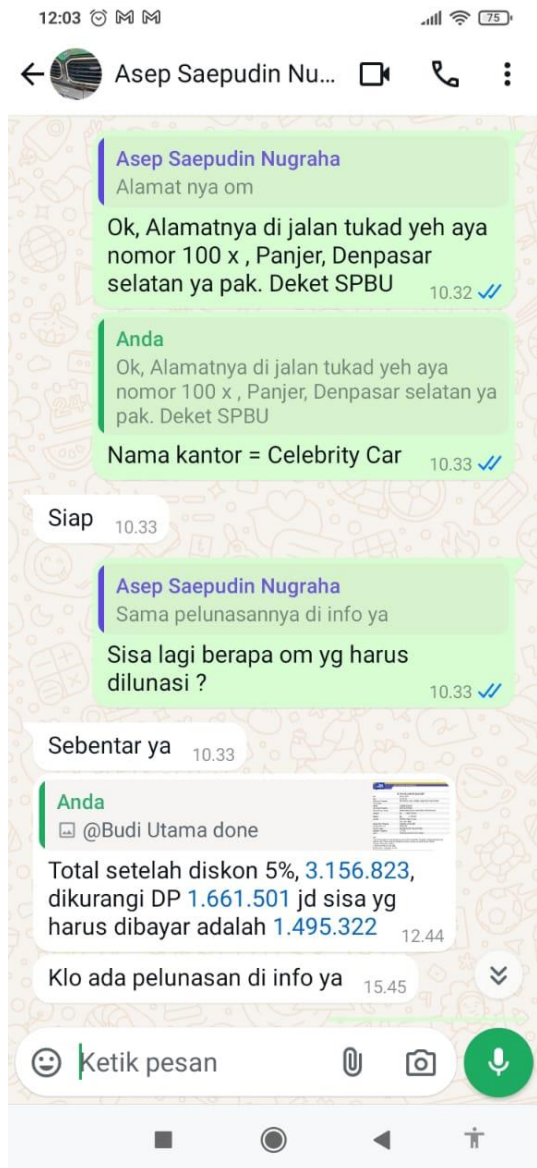 12:03
75
Asep Saepudin Nu...
Asep Saepudin Nugraha
Alamat nya om
Ok, Alamatnya di jalan tukad yeh aya
nomor 100 x , Panjer, Denpasar
selatan ya pak. Deket SPBU
10.32
Anda
Ok, Alamatnya di jalan tukad yeh aya
nomor 100 x , Panjer, Denpasar selatan ya
pak. Deket SPBU
Nama kantor = Celebrity Car
10.33
Siap
10.33
Asep Saepudin Nugraha
Sama pelunasannya di info ya
Sisa lagi berapa om yg harus
dilunasi ?
10.33
Sebentar ya
10.33
Anda
@Budi Utama done
Total setelah diskon 5%, 3.156.823,
dikurangi DP 1.661.501 jd sisa yg
harus dibayar adalah 1.495.322
12.44
Klo ada pelunasan di info ya
15.45
Ketik pesan